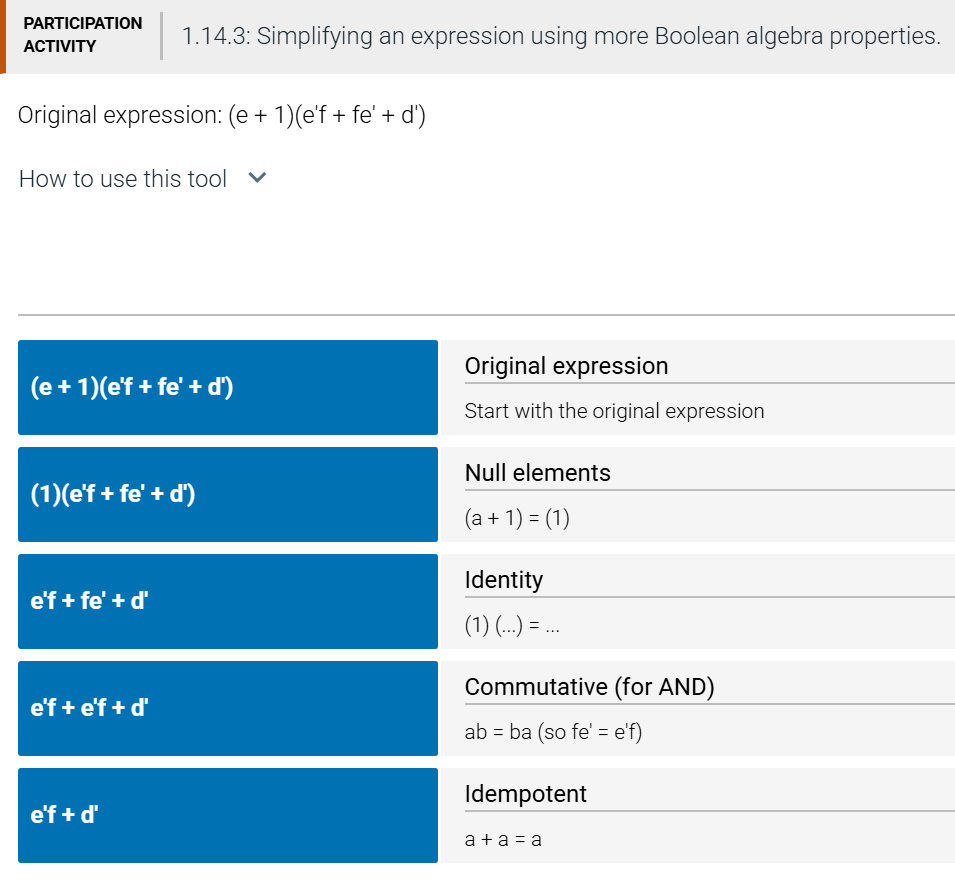 PARTICIPATION
ACTIVITY
1.14.3: Simplifying an expression using more Boolean algebra properties.
Original expression: (e + 1)(e'f + fe' + d')
How to use this tool
(e + 1)(e'f + fe' + d')
Original expression
Start with the original expression
(1)(e'f + fe' + d')
Null elements
(a + 1) = (1)
e'f + fe' + d'
Identity
(1) (...) = ...
e'f + e'f + d'
Commutative (for AND)
ab = ba (so fe' = e'f)
e'f + d'
Idempotent
a + a = a